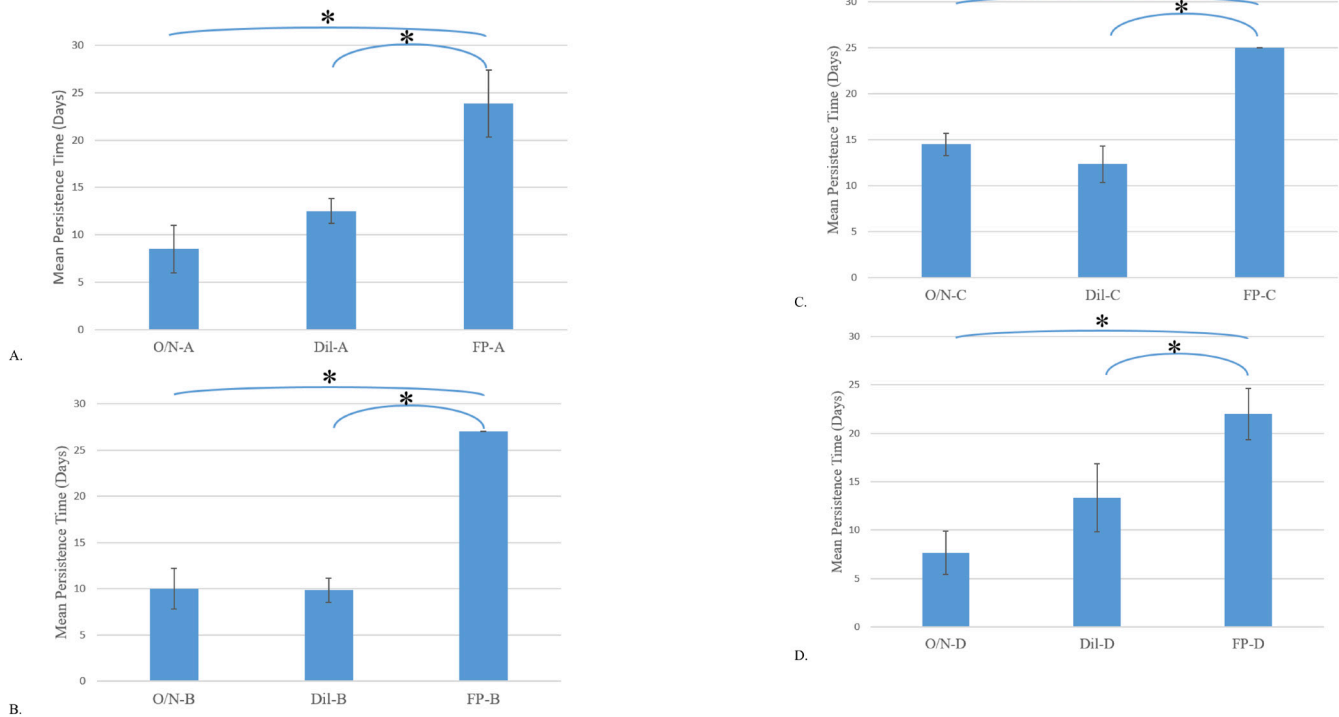 *
*
30
25
20
15
10
5
0
Mean Persistence Time (Days)
O/N-A Dil-A FP-A
A.
*
*
30
25
20
15
10
5
0
Mean Persistence Time (Days)
O/N-B Dil-B FP-B
B.
*
30
25
20
15
10
5
0
Mean Persistence Time (Days)
O/N-C Dil-C FP-C
C.
*
*
30
25
20
15
10
5
0
Mean Persistence Time (Days)
O/N-D Dil-D FP-D
D.